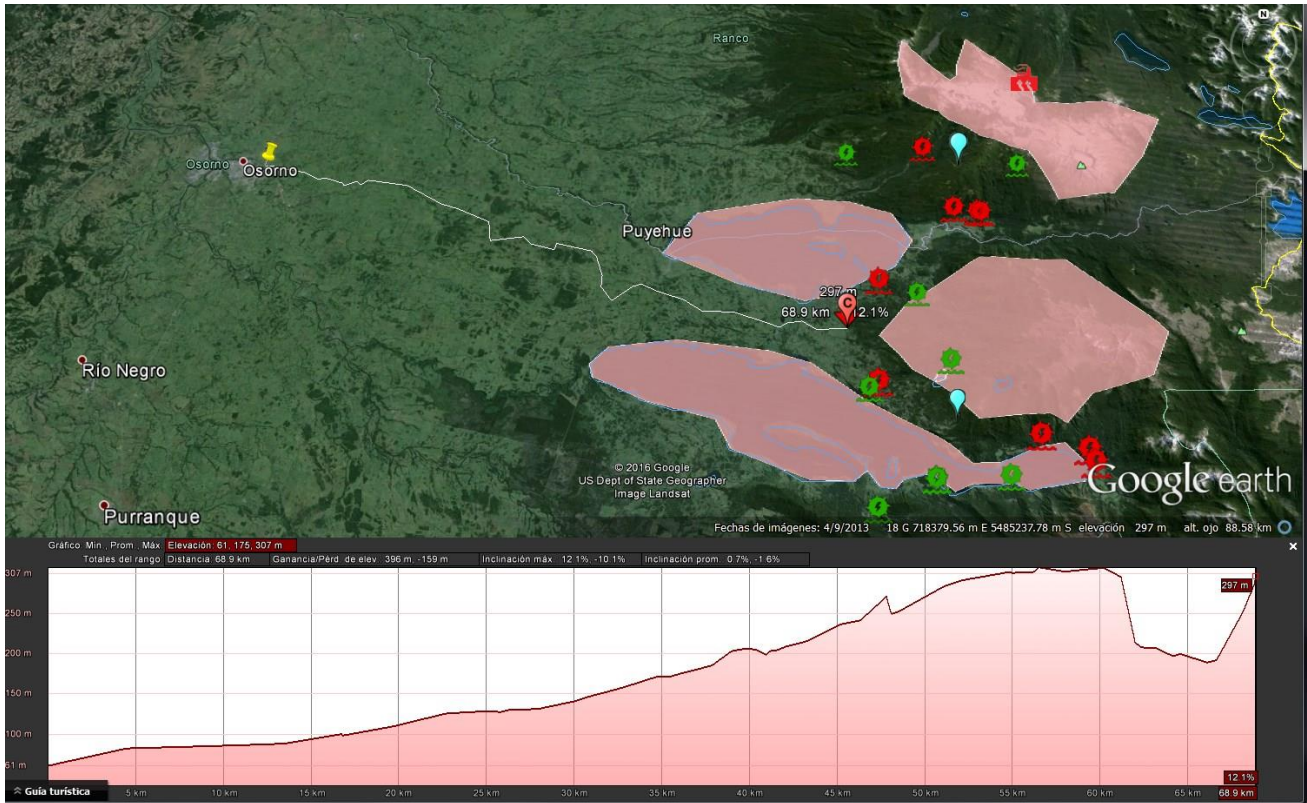 N
Ranco
Osorno
Osorno
Puyehue
297 m
68.9 km
12.1%
C
Río Negro
Purranque
© 2016 Google
US Dept of State Geographer
Image Landsat
Google earth
Fechas de imágenes: 4/9/2013 18 G 718379.56 m E 5485237.78 m S elevación 297 m alt. ojo 88.58 km
Gráfico Mín., Prom., Máx Elevación: 61, 175, 307 m
Totales del rango Distancia: 68.9 km Ganancia/Pérd. de elev. 396 m, -159 m Inclinación máx. 12.1%, -10.1% Inclinación prom. 0.7%, -1.6%
307 m
297 m
250 m
200 m
150 m
100 m
61 m
12.1%
Guía turística 5 km 10 km 15 km 20 km 25 km 30 km 35 km 40 km 45 km 50 km 55 km 60 km 65 km 68.9 km